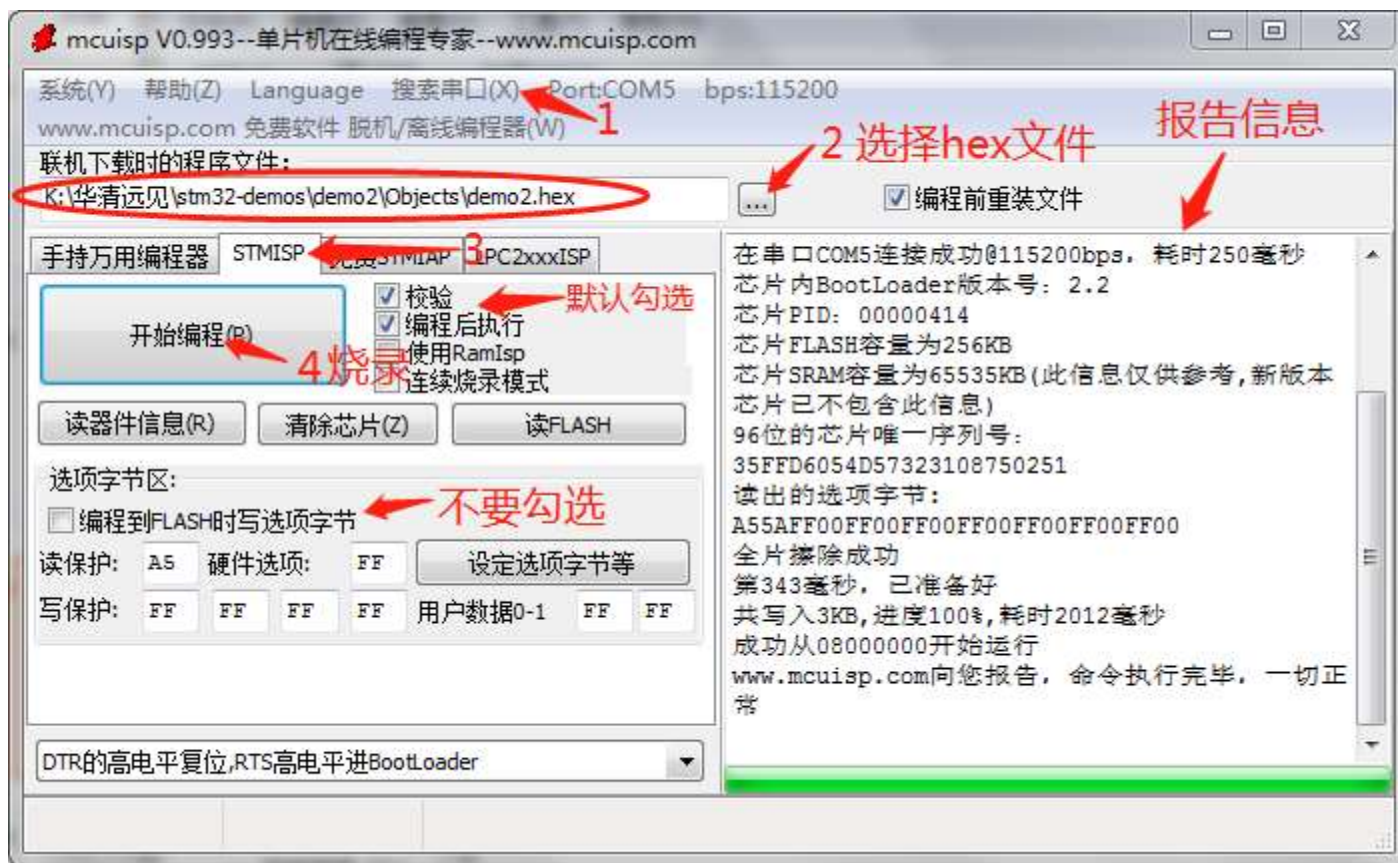 mcuisp V0.993--单片机在线编程专家--www.mcuisp.com
系统(Y) 帮助(Z) Language 搜索串口(X) Port:COM5 bps:115200
www.mcuisp.com 免费软件 脱机/离线编程器(W)
1
报告信息
联机下载时的程序文件:
2 选择hex文件
K:\华清远见\stm32-demos\demo2\Objects\demo2.hex
...
编程前重装文件
手持万用编程器 STMISP 免费STMIAP LPC2xxxISP
3
开始编程(P)
4烧录
校验
编程后执行
使用RamIsp
连续烧录模式
默认勾选
读器件信息(R) 清除芯片(Z) 读FLASH
选项字节区:
编程到FLASH时写选项字节
不要勾选
读保护: A5 硬件选项: FF 设定选项字节等
写保护: FF FF FF FF 用户数据0-1 FF FF
DTR的高电平复位,RTS高电平进BootLoader
在串口COM5连接成功@115200bps，耗时250毫秒
芯片内BootLoader版本号：2.2
芯片PID：00000414
芯片FLASH容量为256KB
芯片SRAM容量为65535KB(此信息仅供参考,新版本
芯片已不包含此信息)
96位的芯片唯一序列号：
35FFD6054D57323108750251
读出的选项字节：
A55AFF00FF00FF00FF00FF00FF00FF00
全片擦除成功
第343毫秒，已准备好
共写入3KB,进度100%,耗时2012毫秒
成功从08000000开始运行
www.mcuisp.com向您报告，命令执行完毕，一切正
常